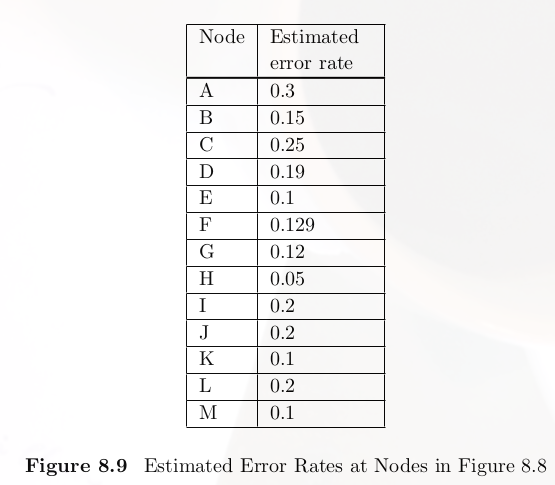 Node Estimated
error rate
A 0.3
B 0.15
C 0.25
D 0.19
E 0.1
F 0.129
G 0.12
H 0.05
I 0.2
J 0.2
K 0.1
L 0.2
M 0.1
Figure 8.9 Estimated Error Rates at Nodes in Figure 8.8